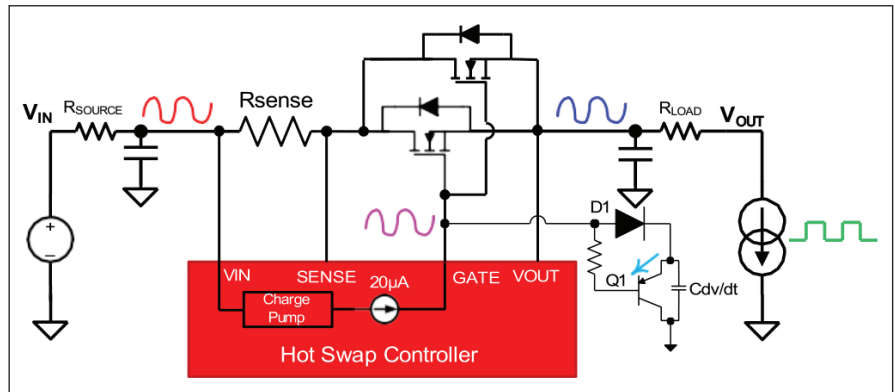 VIN
RSOURCE
Rsense
RLOAD
VOUT
D1
Q1
Cdv/dt
VIN
SENSE
20µA
GATE
VOUT
Charge
Pump
Hot Swap Controller
+
−